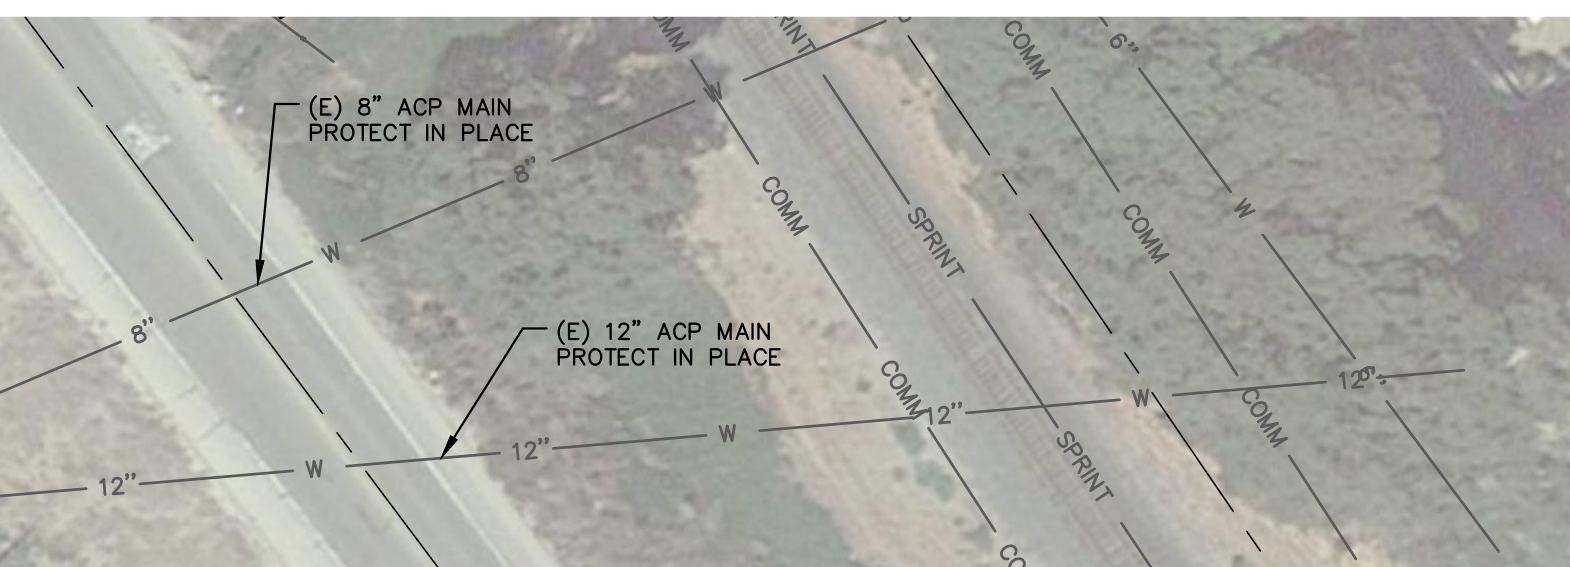 COMM
6"
(E) 8" ACP MAIN
PROTECT IN PLACE
W
8"
COMM
W
COMM
SPRINT
W
8"
(E) 12" ACP MAIN
PROTECT IN PLACE
12"
6"
W
COMM
12"
COMM
W
12"
SPRINT
W
12"